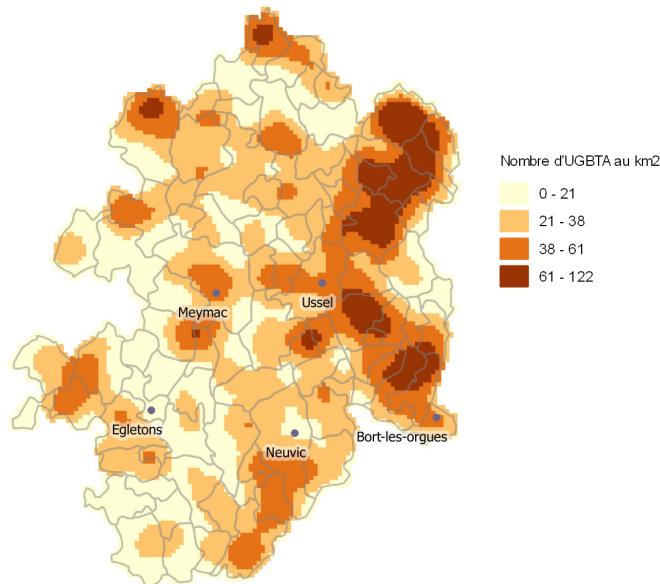 Nombre d'UGBTA au km2
0 - 21
21 - 38
38 - 61
61 - 122
Meymac
Ussel
Egletons
Neuvic
Bort-les-orgues